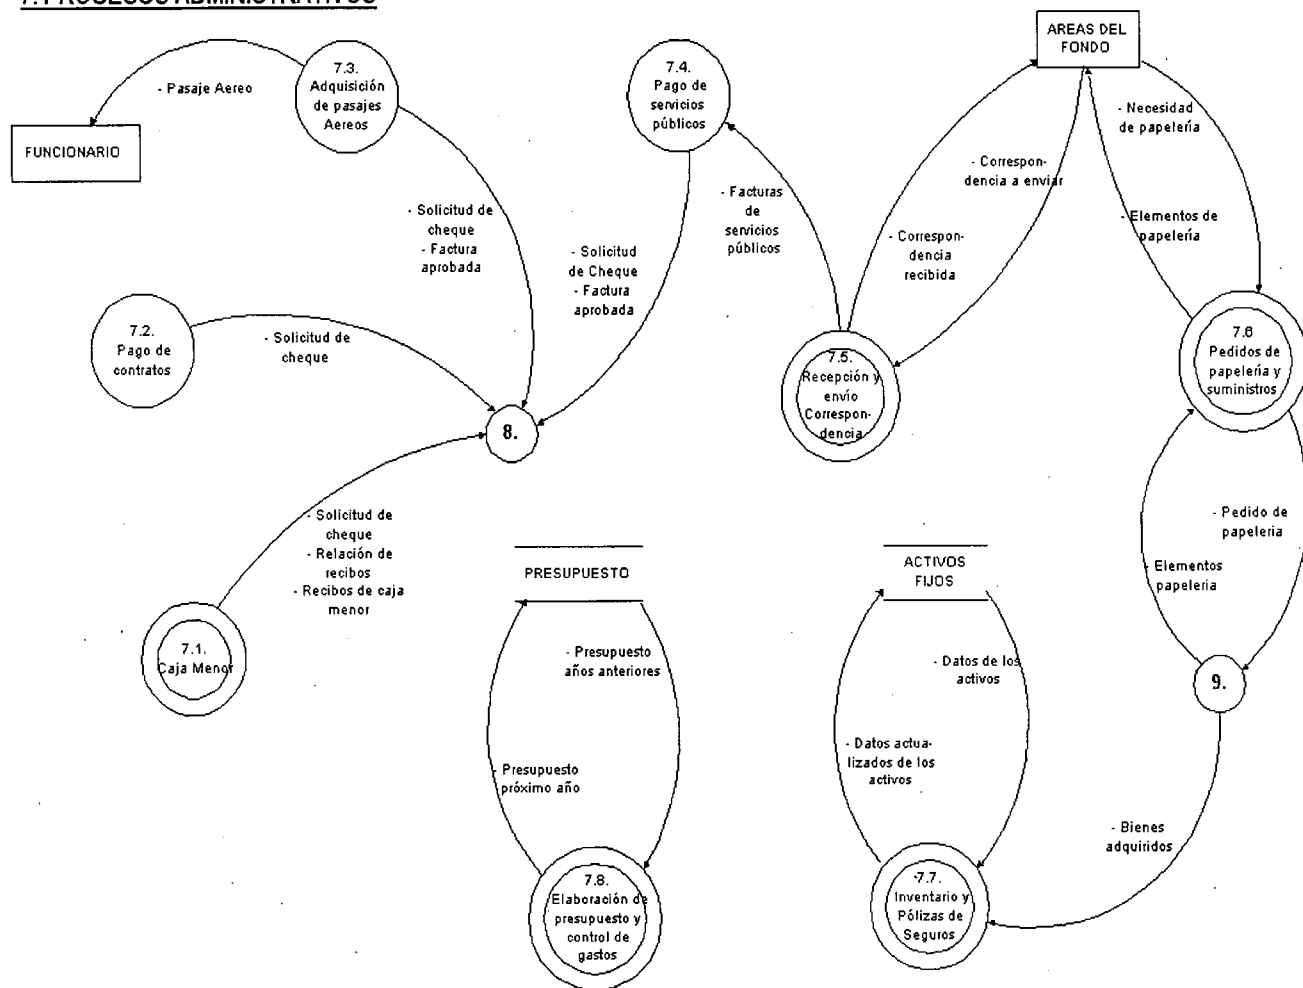 7.PROCESOS ADMINISTRATIVOS
AREAS DEL
FONDO
7.3.
Adquisición
de pasajes
Aereos
7.4.
Pago de
servicios
públicos
- Pasaje Aereo
FUNCIONARIO
- Necesidad
de papelería
- Correspon-
dencia a enviar
- Facturas
de
servicios
públicos
- Elementos de
papelería
- Solicitud de
cheque
- Factura
aprobada
- Correspon-
dencia
recibida
- Solicitud
de Cheque
- Factura
aprobada
7.2.
Pago de
contratos
- Solicitud de
cheque
7.6
Pedidos de
papelería y
suministros
7.5.
Recepción y
envío
Correspon-
dencia
8.
- Solicitud de
cheque
- Relación de
recibos
- Recibos de caja
menor
- Pedido de
papeleria
- Elementos
papeleria
PRESUPUESTO
ACTIVOS
FIJOS
7.1.
Caja Menor
- Presupuesto
años anteriores
- Datos de los
activos
9.
- Datos actua-
lizados de los
activos
- Presupuesto
próximo año
- Bienes
adquiridos
7.8.
Elaboración de
presupuesto y
control de
gastos
7.7.
Inventario y
Pólizas de
Seguros